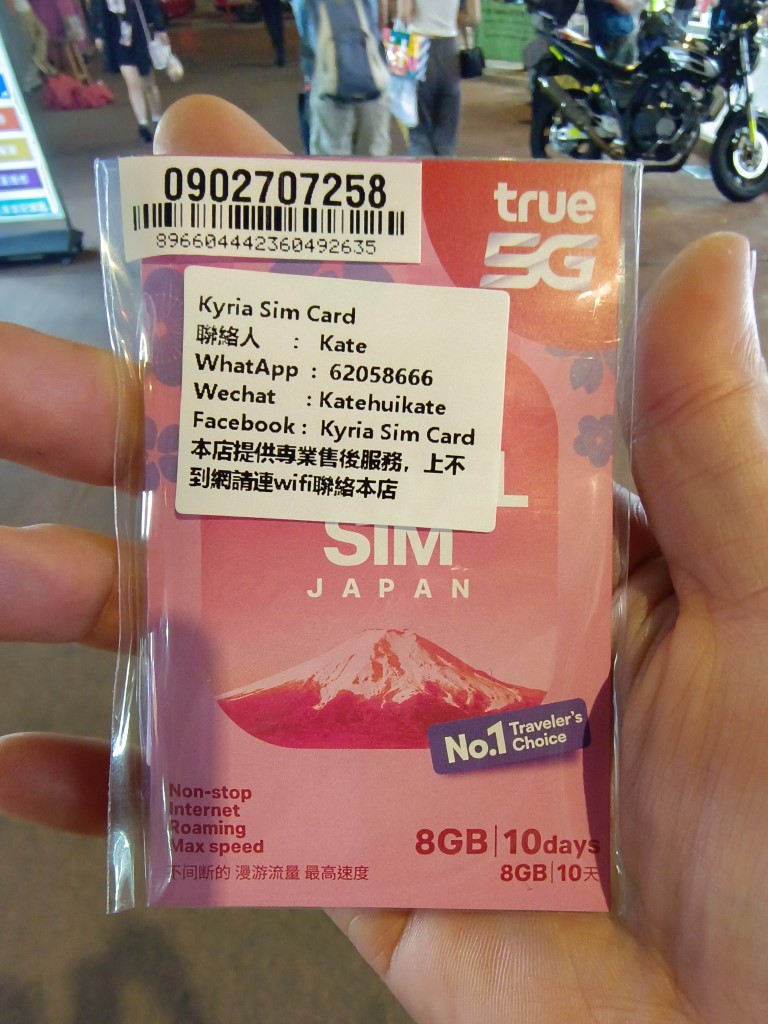 0902707258
896604442360492635
true
5G
Kyria Sim Card
聯絡人 : Kate
WhatApp : 62058666
Wechat : Katehuikate
Facebook : Kyria Sim Card
本店提供專業售後服務，上不
到網請連wifi聯絡本店
SIM
JAPAN
No.1 Traveler's
Choice
Non-stop
Internet
Roaming
Max speed
8GB|10days
不间断的 漫游流量 最高速度
8GB|10天